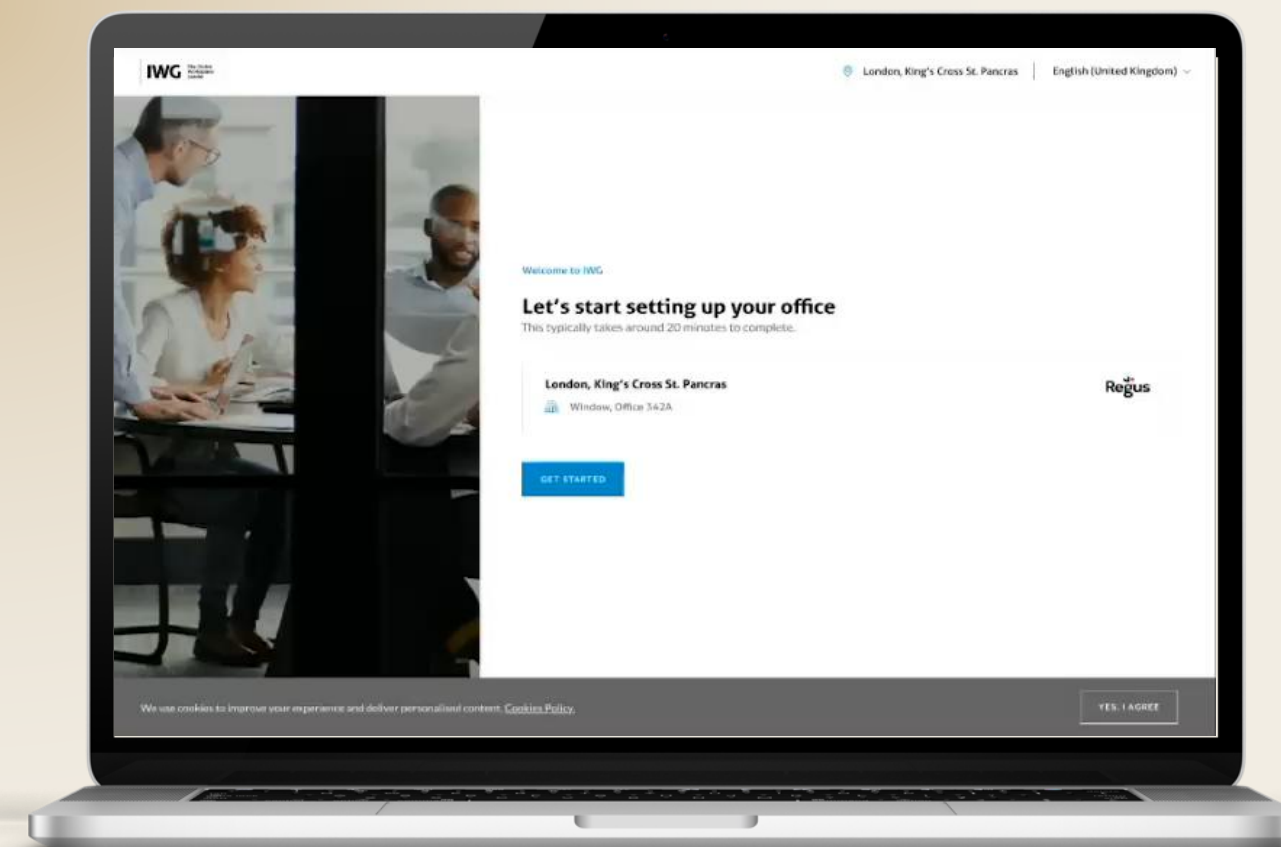 IWG
London, King's Cross St. Pancras English (United Kingdom)
Welcome to IWG
Let's start setting up your office
This typically takes around 20 minutes to complete.
London, King's Cross St. Pancras
Regus
Window, Office 342A
GET STARTED
We use cookies to improve your experience and deliver personalised content. Cookies Policy.
YES, I AGREE